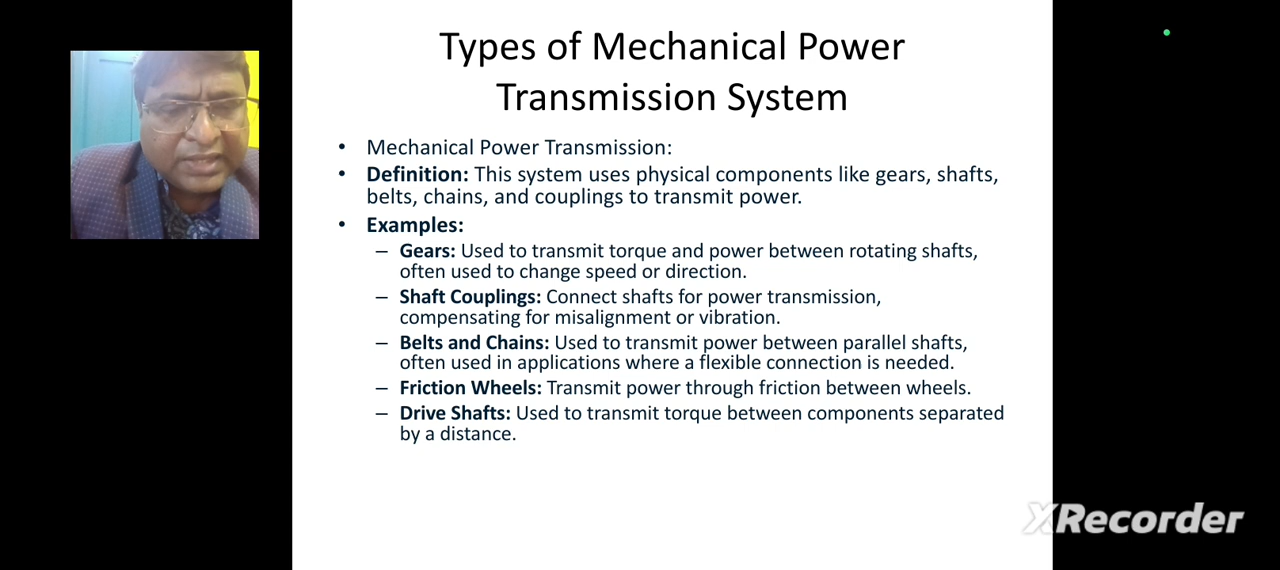 Types of Mechanical Power
Transmission System
• Mechanical Power Transmission:
• Definition: This system uses physical components like gears, shafts,
belts, chains, and couplings to transmit power.
• Examples:
– Gears: Used to transmit torque and power between rotating shafts,
often used to change speed or direction.
– Shaft Couplings: Connect shafts for power transmission,
compensating for misalignment or vibration.
– Belts and Chains: Used to transmit power between parallel shafts,
often used in applications where a flexible connection is needed.
– Friction Wheels: Transmit power through friction between wheels.
– Drive Shafts: Used to transmit torque between components separated
by a distance.
XRecorder